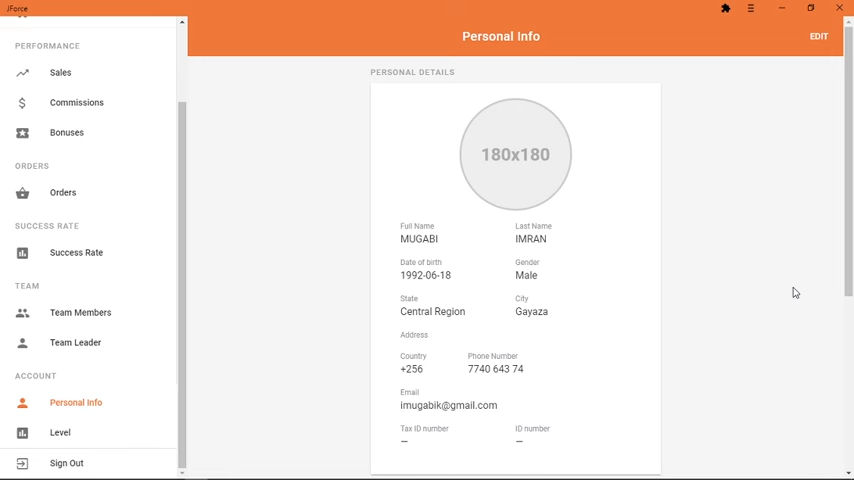 JForce
Personal Info
EDIT
PERFORMANCE
Sales
Commissions
Bonuses
ORDERS
Orders
SUCCESS RATE
Success Rate
TEAM
Team Members
Team Leader
ACCOUNT
Personal Info
Level
Sign Out
PERSONAL DETAILS
180x180
Full Name Last Name
MUGABI IMRAN
Date of birth Gender
1992-06-18 Male
State City
Central Region Gayaza
Address
Country Phone Number
+256 7740 643 74
Email
imugabik@gmail.com
Tax ID number ID number
— —